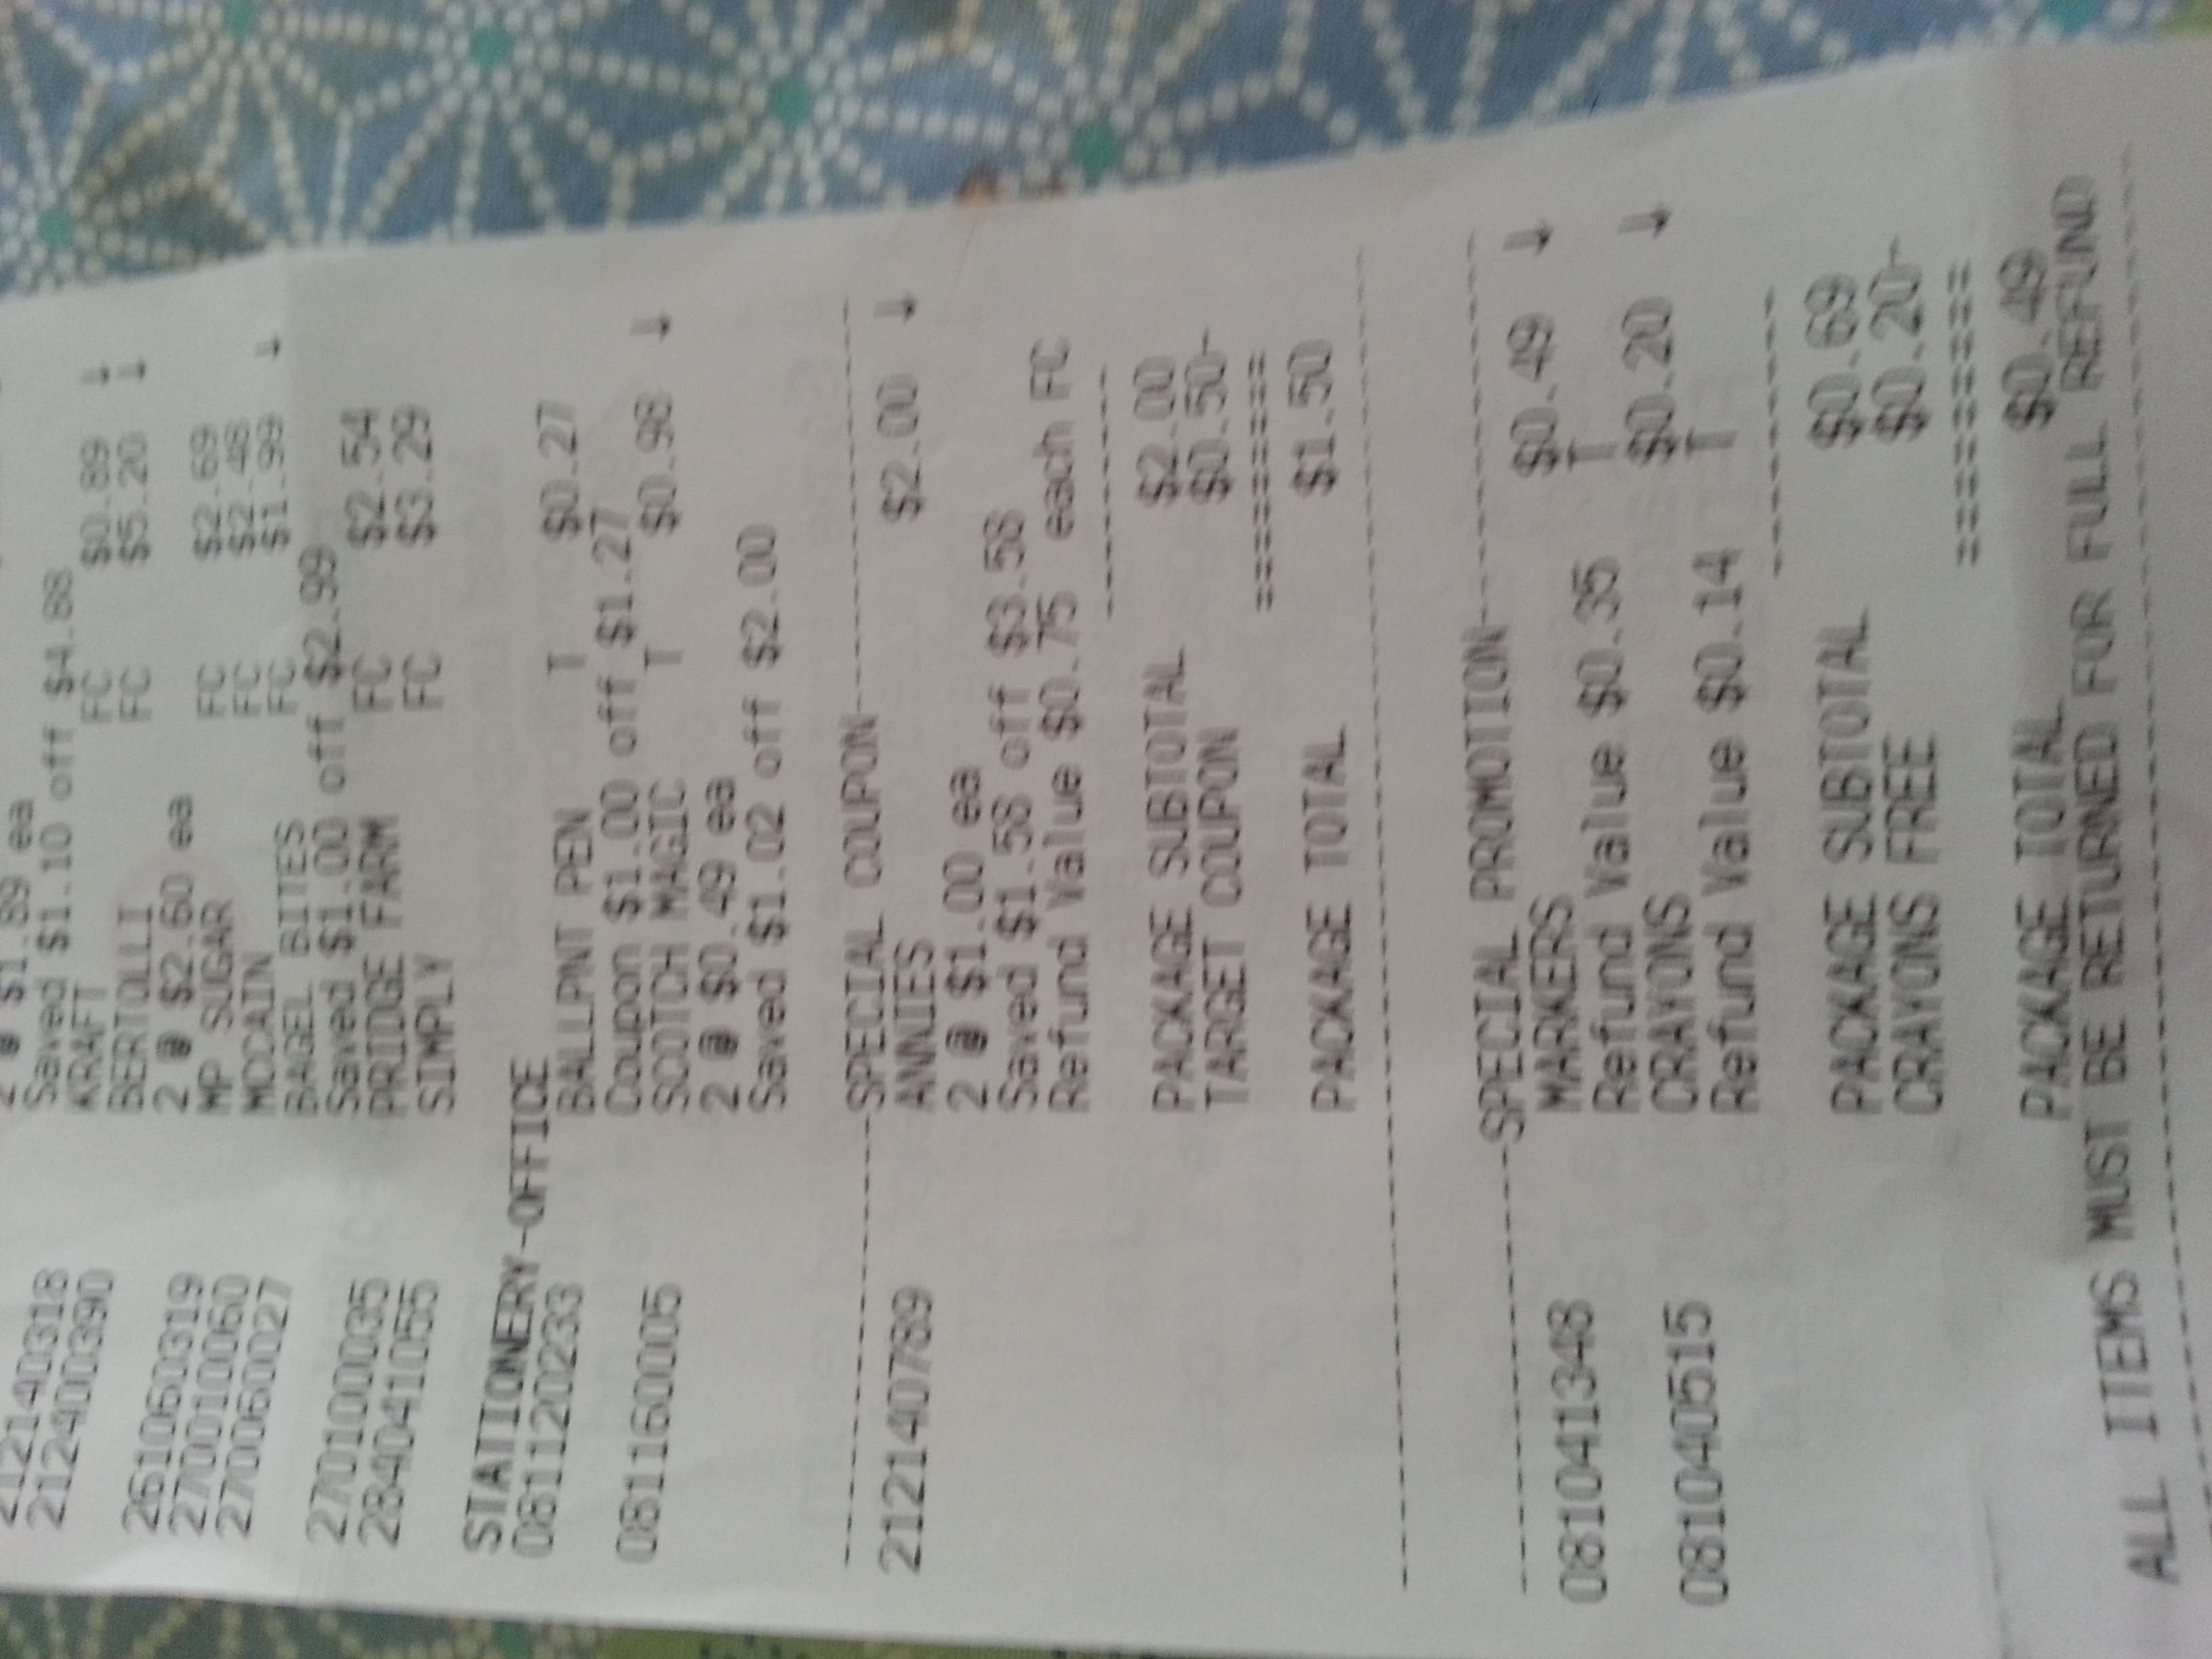 2 @ $1.89 ea
212140318 Saved $1.10 off $4.88
212400390 KRAFT FC $0.89 ↓
BERTOLLI FC $5.20 ↓
261060319 2 @ $2.60 ea
270010060 MP SUGAR FC $2.69
270060027 MCCAIN FC $2.48
BAGEL BITES FC $1.99 ↓
270100035 Saved $1.00 off $2.99
284041055 PRIDGE FARM FC $2.54
SIMPLY FC $3.29
STATIONERY-OFFICE
081120233 BALLPNT PEN T $0.27
Coupon $1.00 off $1.27
081160005 SCOTCH MAGIC T $0.98 ↓
2 @ $0.49 ea
Saved $1.02 off $2.00
SPECIAL COUPON
212140789 ANNIES $2.00 ↓
2 @ $1.00 ea
Saved $1.58 off $3.58
Refund Value $0.75 each FC
PACKAGE SUBTOTAL $2.00
TARGET COUPON $0.50-
PACKAGE TOTAL $1.50
SPECIAL PROMOTION
081041348 MARKERS $0.49 ↓
Refund Value $0.35 T
081040515 CRAYONS $0.20 ↓
Refund Value $0.14 T
PACKAGE SUBTOTAL $0.69
CRAYONS FREE $0.20-
PACKAGE TOTAL $0.49
ALL ITEMS MUST BE RETURNED FOR FULL REFUND